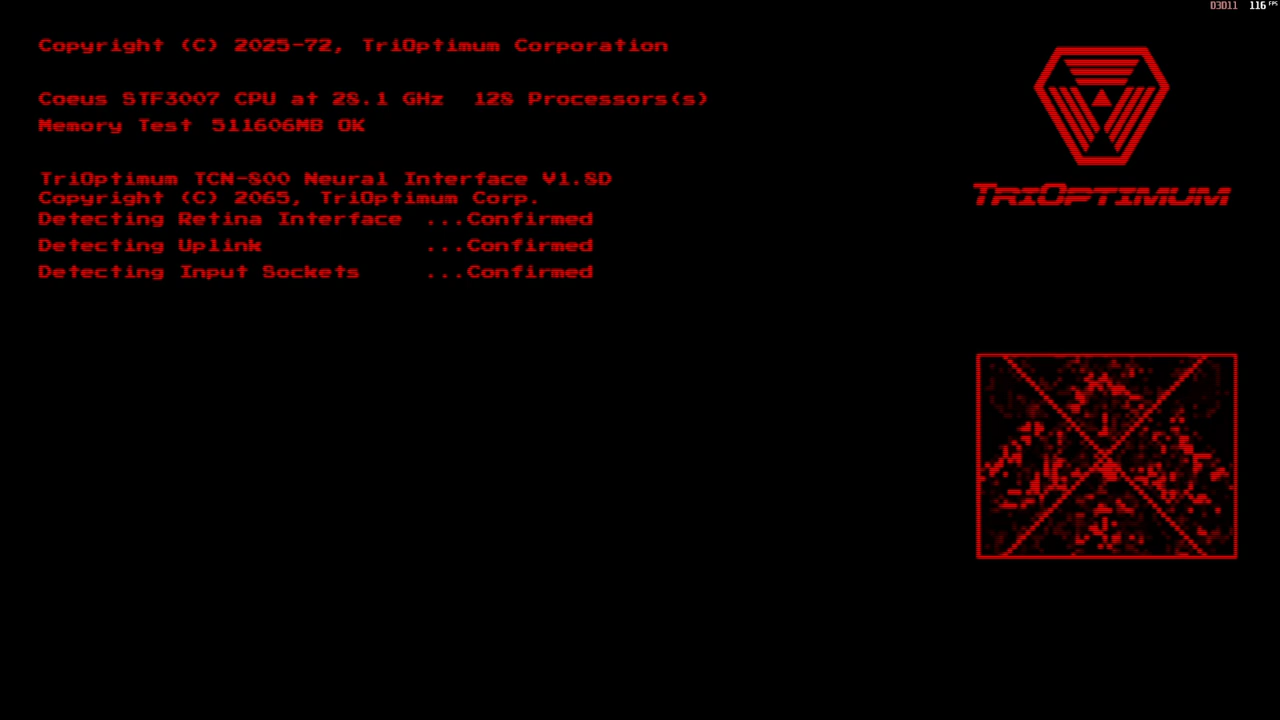 D3D11 116 FPS
Copyright (C) 2025-72, TriOptimum Corporation
Coeus STF3007 CPU at 28.1 GHz 128 Processors(s)
Memory Test 511606MB OK
TriOptimum TCN-800 Neural Interface V1.8D
Copyright (C) 2065, TriOptimum Corp.
Detecting Retina Interface ...Confirmed
Detecting Uplink ...Confirmed
Detecting Input Sockets ...Confirmed
TRIOPTIMUM